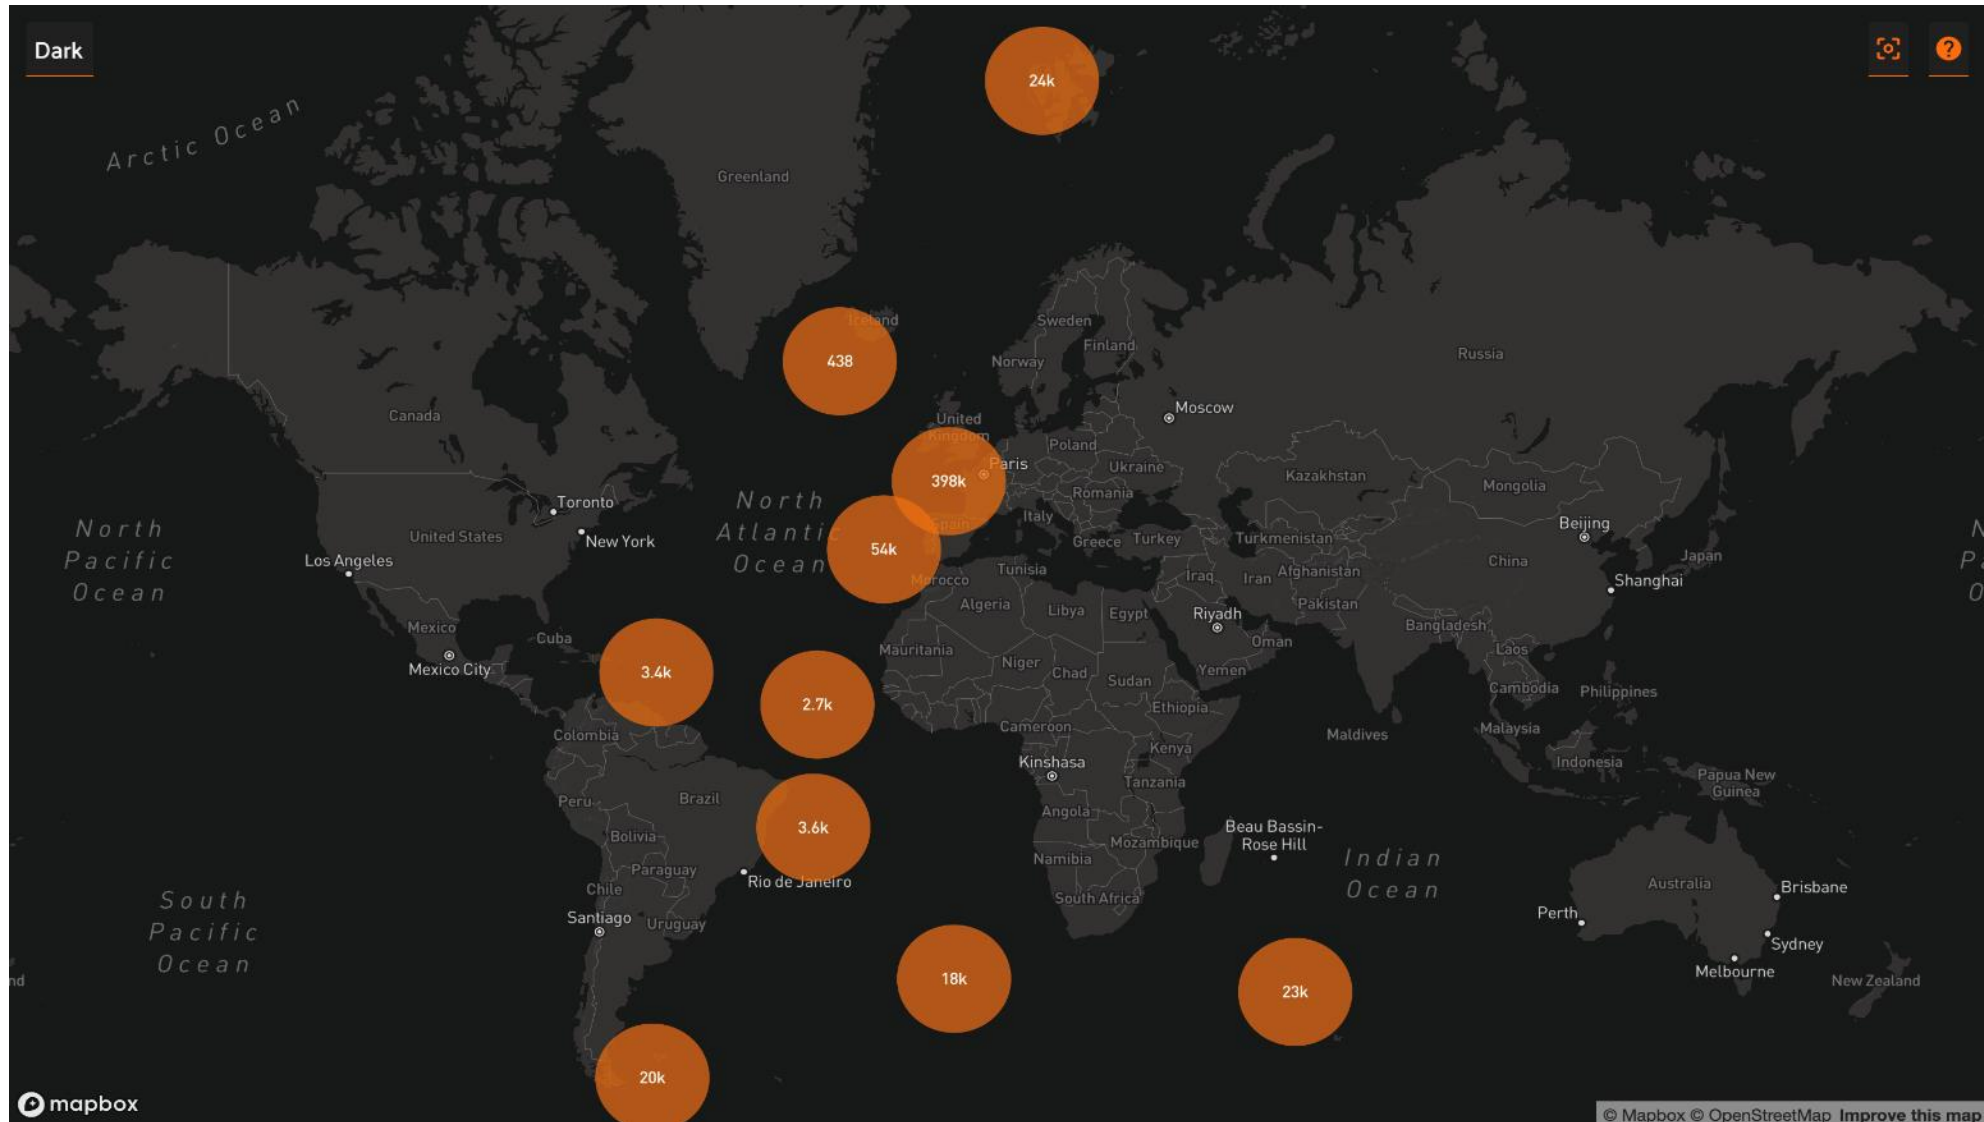 Dark
24k
Arctic Ocean
Greenland
Iceland
438
Sweden
Finland
Norway
Russia
Canada
United
Kingdom
Moscow
Poland
Paris
Ukraine
398k
Kazakhstan
Mongolia
Romania
North
Atlantic
Ocean
Toronto
Italy
Spain
Beijing
North
Pacific
Ocean
United States
New York
Greece
Turkey
Turkmenistan
54k
Los Angeles
China
Japan
Morocco
Tunisia
Iraq
Iran
Afghanistan
Shanghai
Algeria
Libya
Egypt
Riyadh
Pakistan
Mexico
Cuba
Bangladesh
Oman
Mauritania
Laos
Mexico City
3.4k
Niger
Chad
Sudan
Yemen
Cambodia
Philippines
2.7k
Ethiopia
Colombia
Cameroon
Kenya
Maldives
Malaysia
Kinshasa
Indonesia
Tanzania
Papua New
Guinea
Peru
Brazil
Angola
3.6k
Beau Bassin-
Rose Hill
Bolivia
Mozambique
Namibia
Indian
Ocean
Paraguay
Rio de Janeiro
Chile
South Africa
Australia
Brisbane
South
Pacific
Ocean
Santiago
Uruguay
Perth
Sydney
Melbourne
nd
New Zealand
18k
23k
20k
mapbox
© Mapbox © OpenStreetMap Improve this map